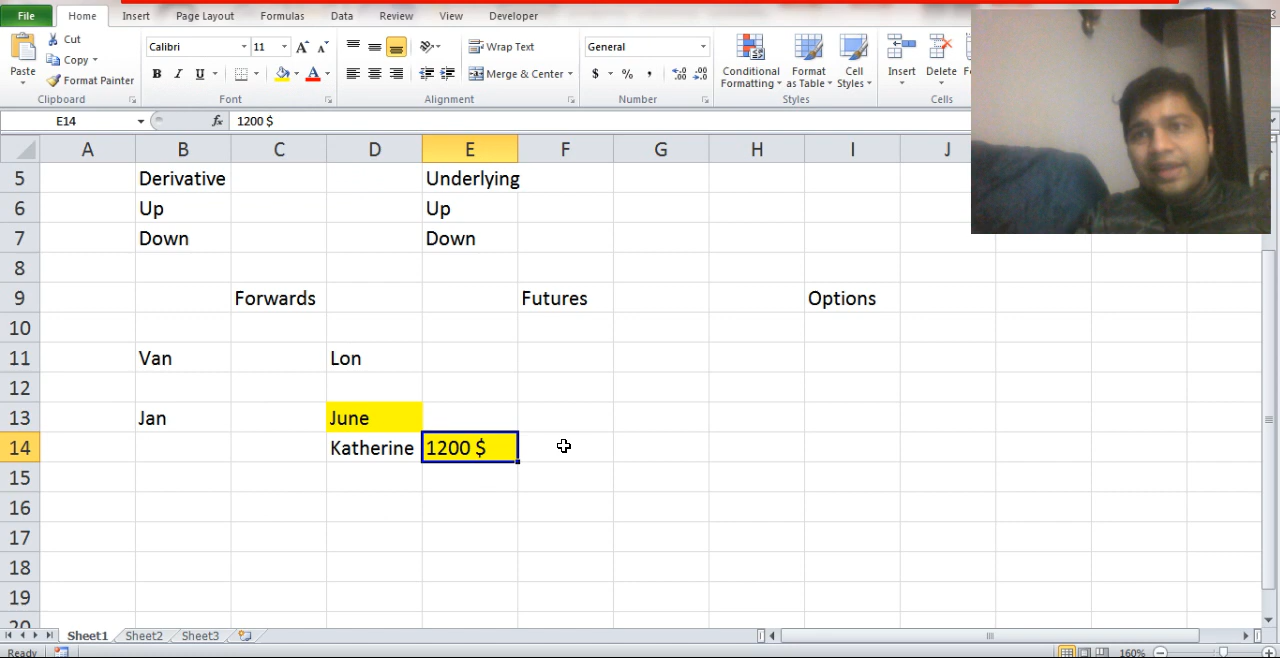 File Home Insert Page Layout Formulas Data Review View Developer
Cut
Copy
Format Painter
Paste
Clipboard
Calibri 11 A A
B I U A
Font
Wrap Text
Merge & Center
Alignment
General
$ % ,
Number
Conditional Formatting
Format as Table
Cell Styles
Styles
Insert Delete F
Cells
E14 fx 1200 $
A B C D E F G H I J
5 Derivative Underlying
6 Up Up
7 Down Down
8
9 Forwards Futures Options
10
11 Van Lon
12
13 Jan June
14 Katherine 1200 $
15
16
17
18
19
20
Sheet1 Sheet2 Sheet3
Ready 160%